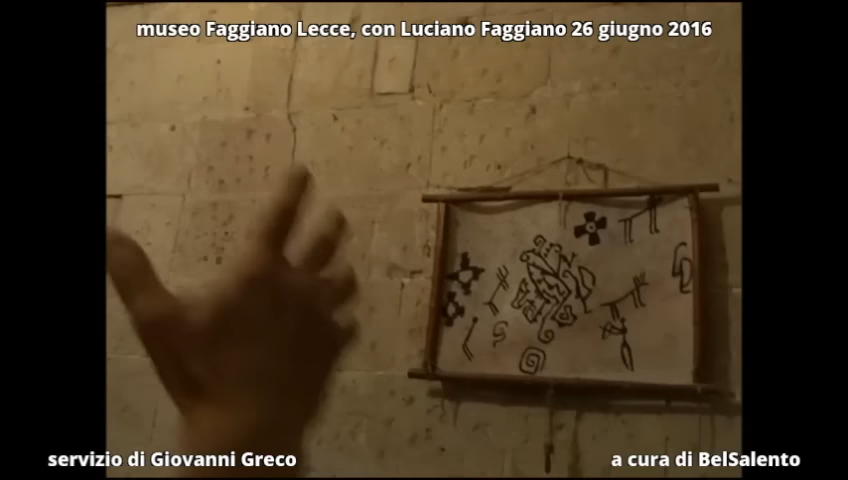 museo Faggiano Lecce, con Luciano Faggiano 26 giugno 2016
servizio di Giovanni Greco
a cura di BelSalento